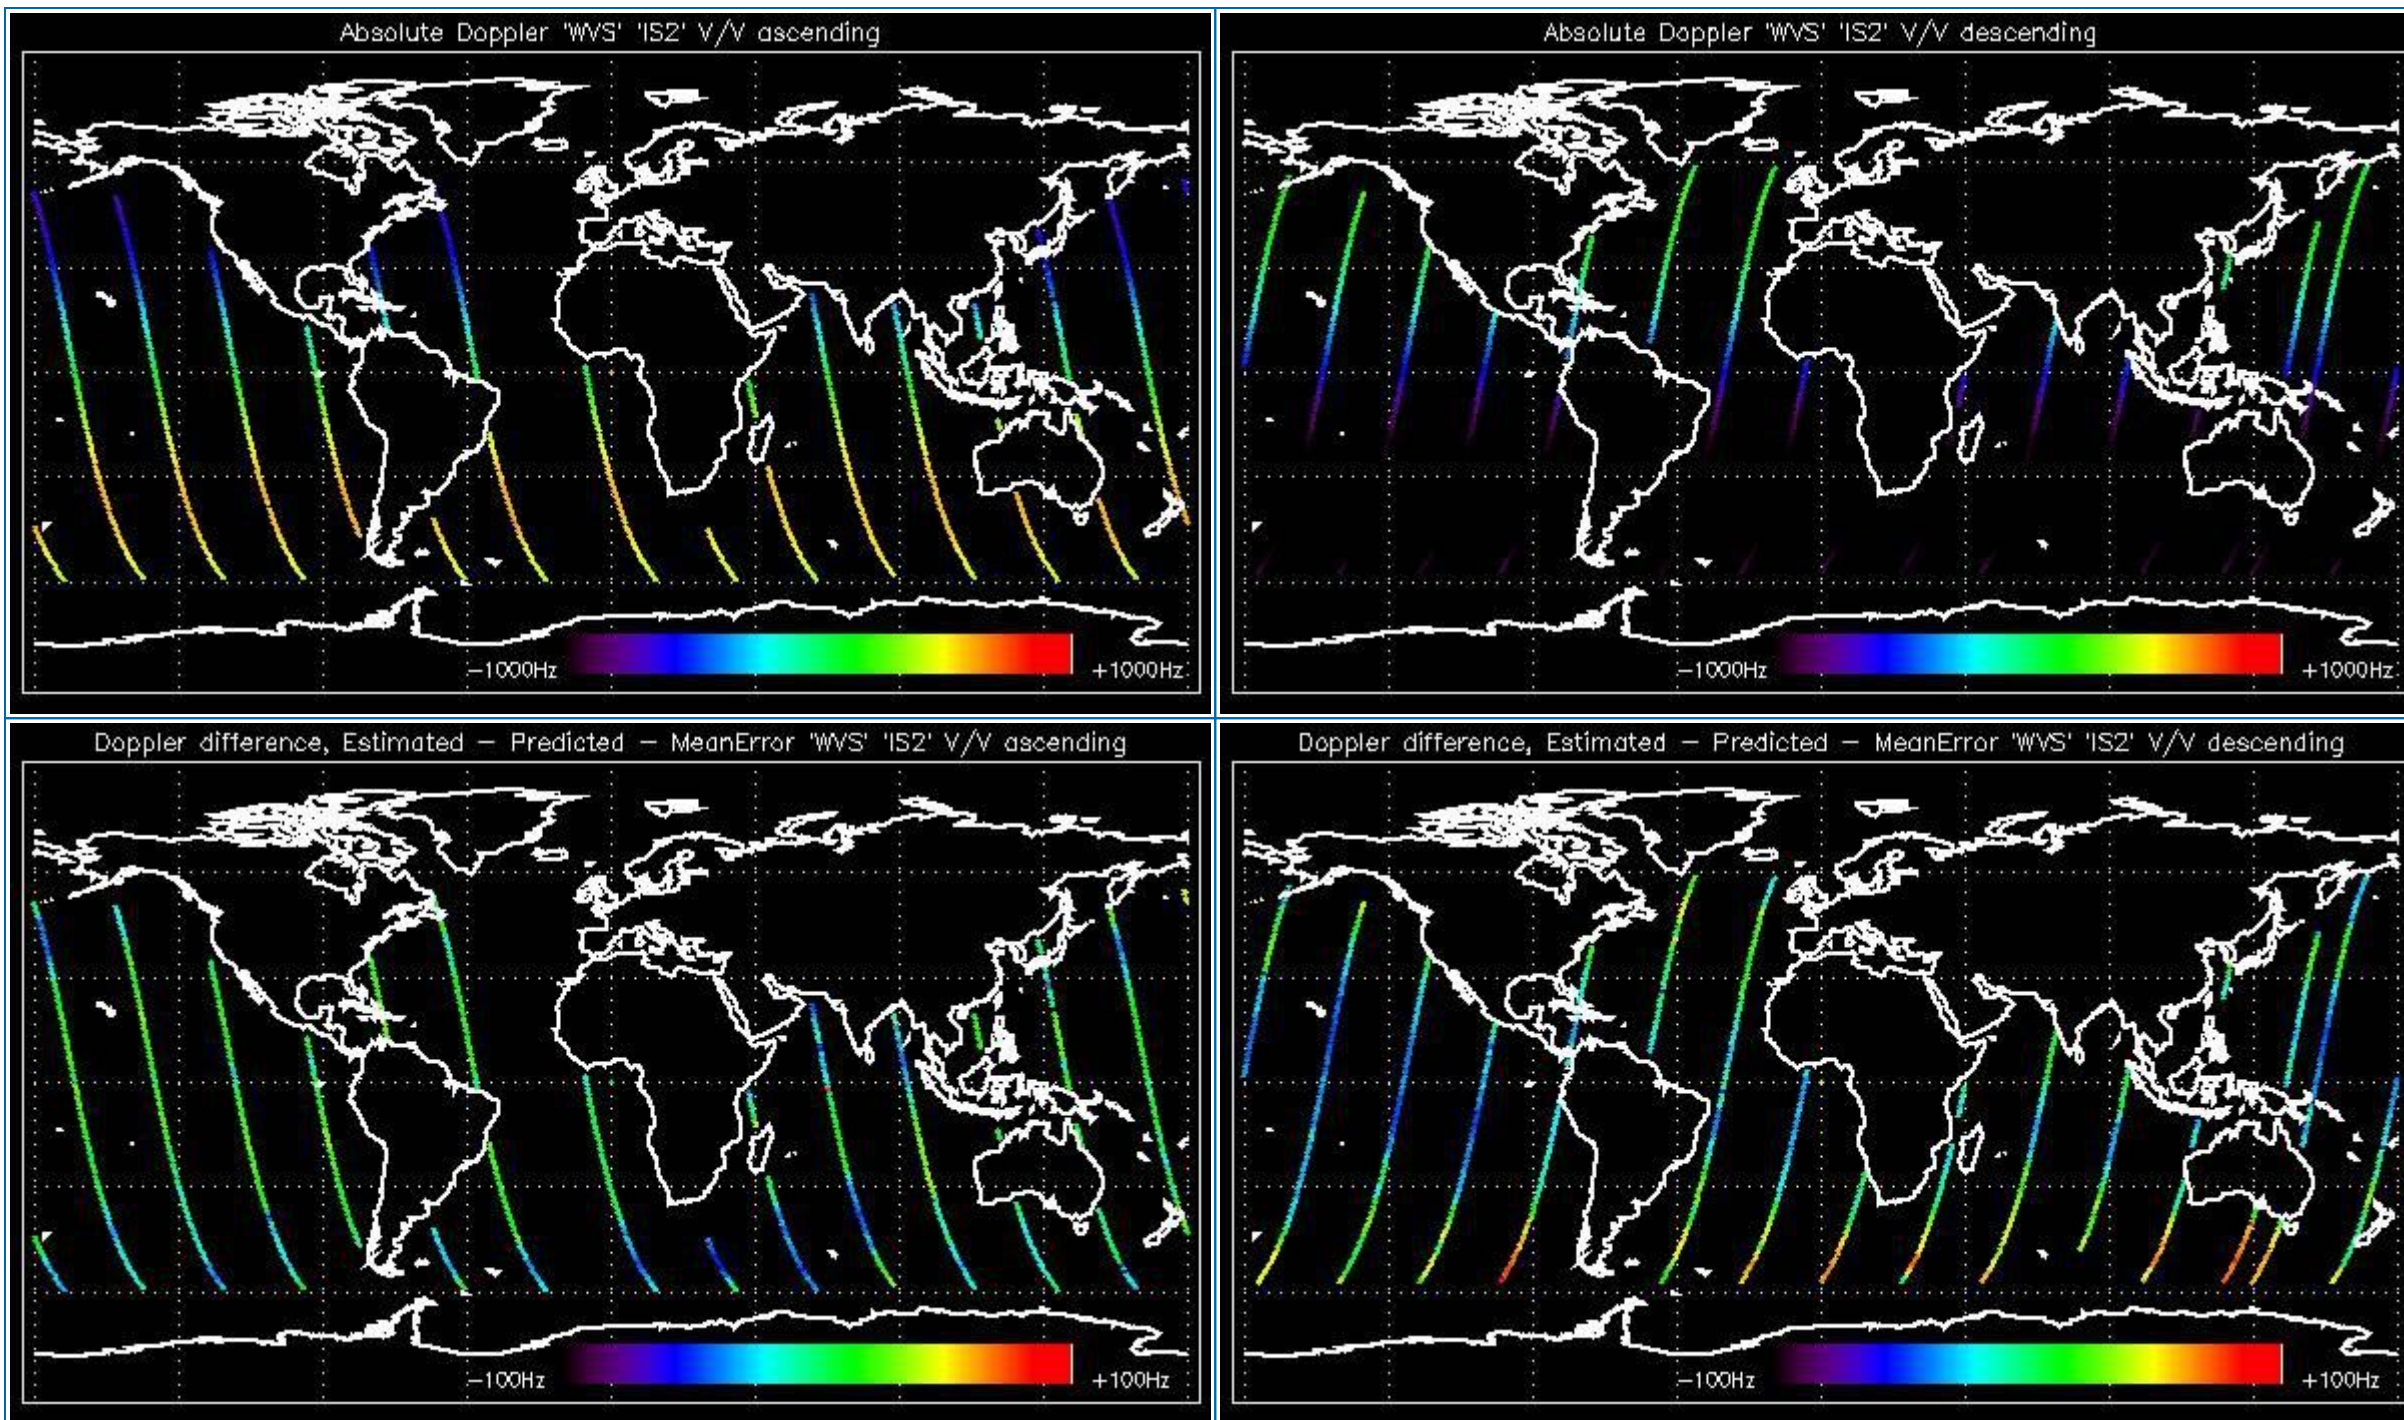 Absolute Doppler 'WVS' 'IS2' V/V ascending
-1000Hz
+1000Hz
Absolute Doppler 'WVS' 'IS2' V/V descending
-1000Hz
+1000Hz
Doppler difference, Estimated - Predicted - MeanError 'WVS' 'IS2' V/V ascending
-100Hz
+100Hz
Doppler difference, Estimated - Predicted - MeanError 'WVS' 'IS2' V/V descending
-100Hz
+100Hz